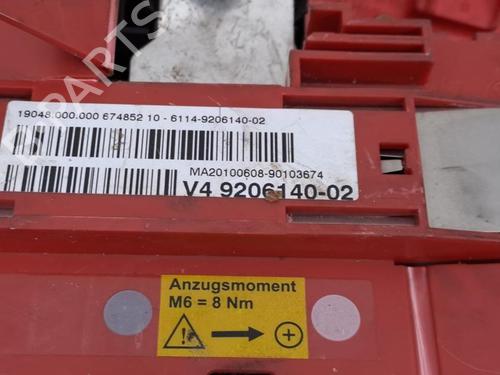 19048.000.000 674852 10 - 6114-9206140-02
MA20100608-90103674
V4 9206140-02
Anzugsmoment
M6 = 8 Nm